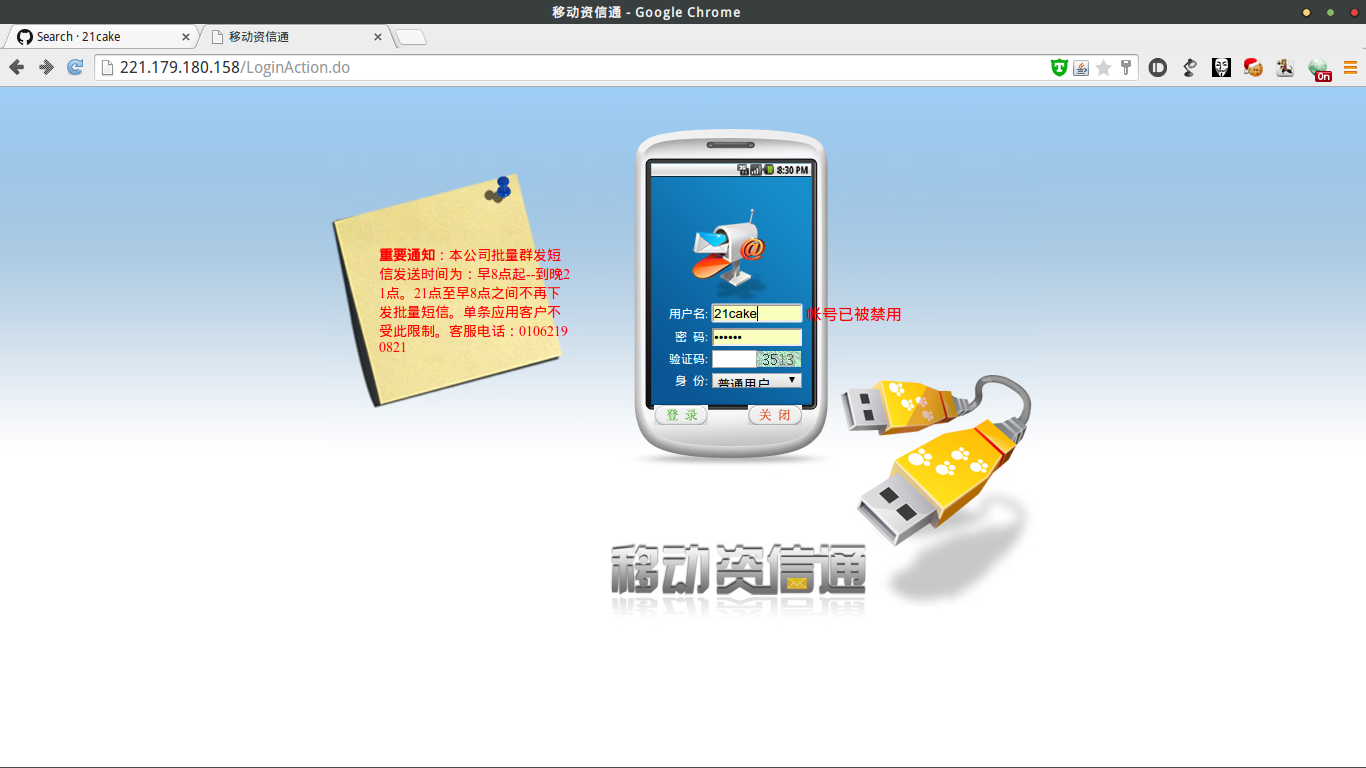 移动资信通 - Google Chrome
Search · 21cake
移动资信通
221.179.180.158/LoginAction.do
On
8:30 PM
重要通知：本公司批量群发短
信发送时间为：早8点起--到晚2
1点。21点至早8点之间不再下
发批量短信。单条应用客户不
受此限制。客服电话：0106219
0821
用户名: 21cake 帐号已被禁用
密 码: ••••••
验证码: 3513
身 份: 普通用户
登 录 关 闭
移动资信通